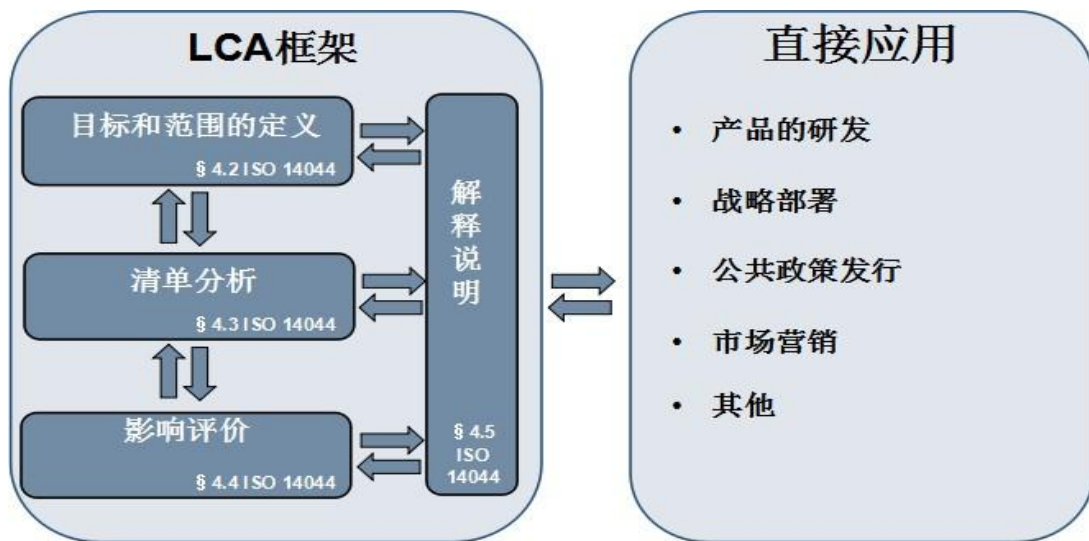 LCA框架
目标和范围的定义
§ 4.2 ISO 14044
清单分析
§ 4.3 ISO 14044
影响评价
§ 4.4 ISO 14044
解释说明
§ 4.5
ISO
14044
直接应用
• 产品的研发
• 战略部署
• 公共政策发行
• 市场营销
• 其他